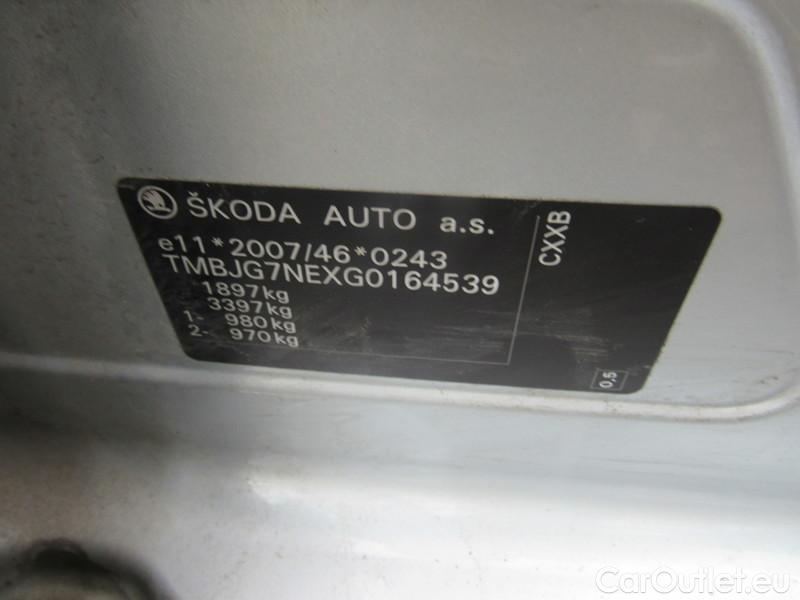 ŠKODA AUTO a.s.
e11*2007/46*0243
TMBJG7NEXG0164539
1897kg
3397kg
1- 980kg
2- 970kg
CXXB
0,5
CarOutlet.eu